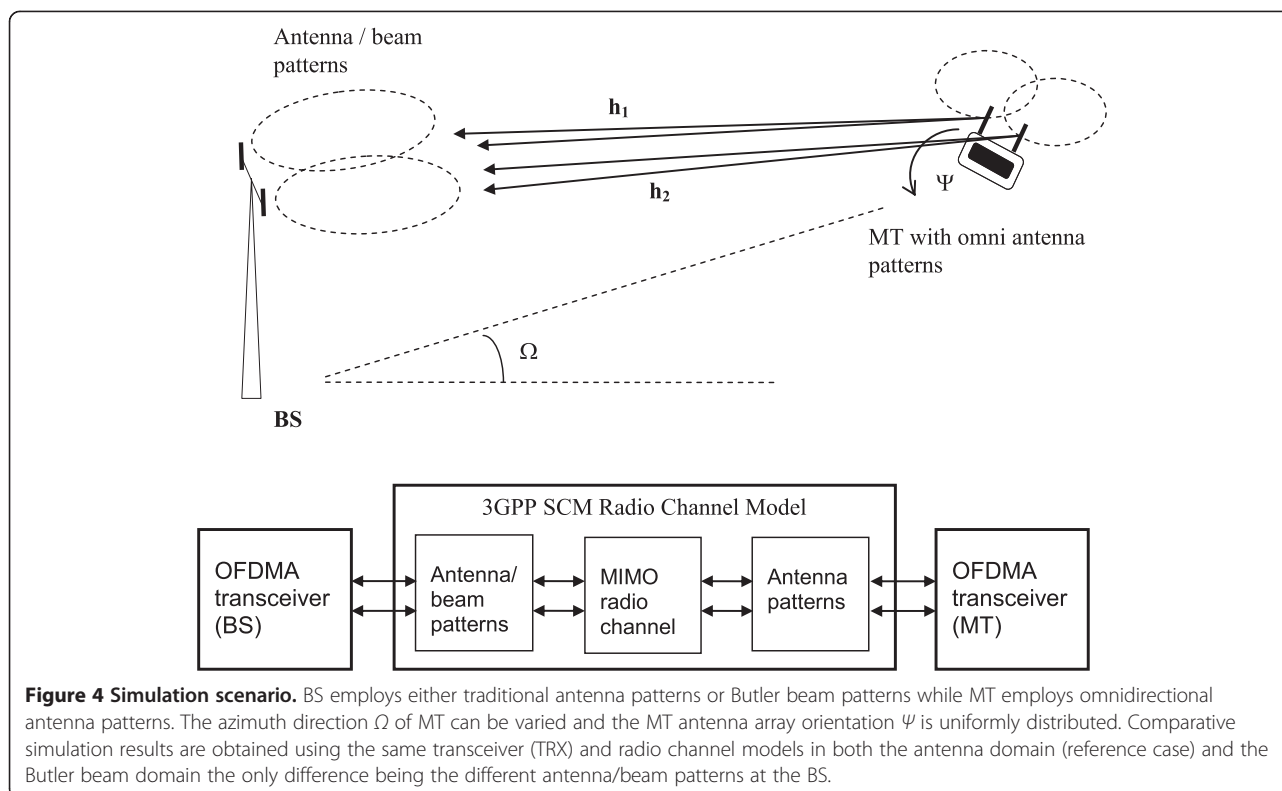 Antenna / beam
patterns
h1
h2
Ψ
MT with omni antenna
patterns
Ω
BS
3GPP SCM Radio Channel Model
OFDMA
transceiver
(BS)
Antenna/
beam
patterns
MIMO
radio
channel
Antenna
patterns
OFDMA
transceiver
(MT)
Figure 4 Simulation scenario. BS employs either traditional antenna patterns or Butler beam patterns while MT employs omnidirectional
antenna patterns. The azimuth direction Ω of MT can be varied and the MT antenna array orientation Ψ is uniformly distributed. Comparative
simulation results are obtained using the same transceiver (TRX) and radio channel models in both the antenna domain (reference case) and the
Butler beam domain the only difference being the different antenna/beam patterns at the BS.